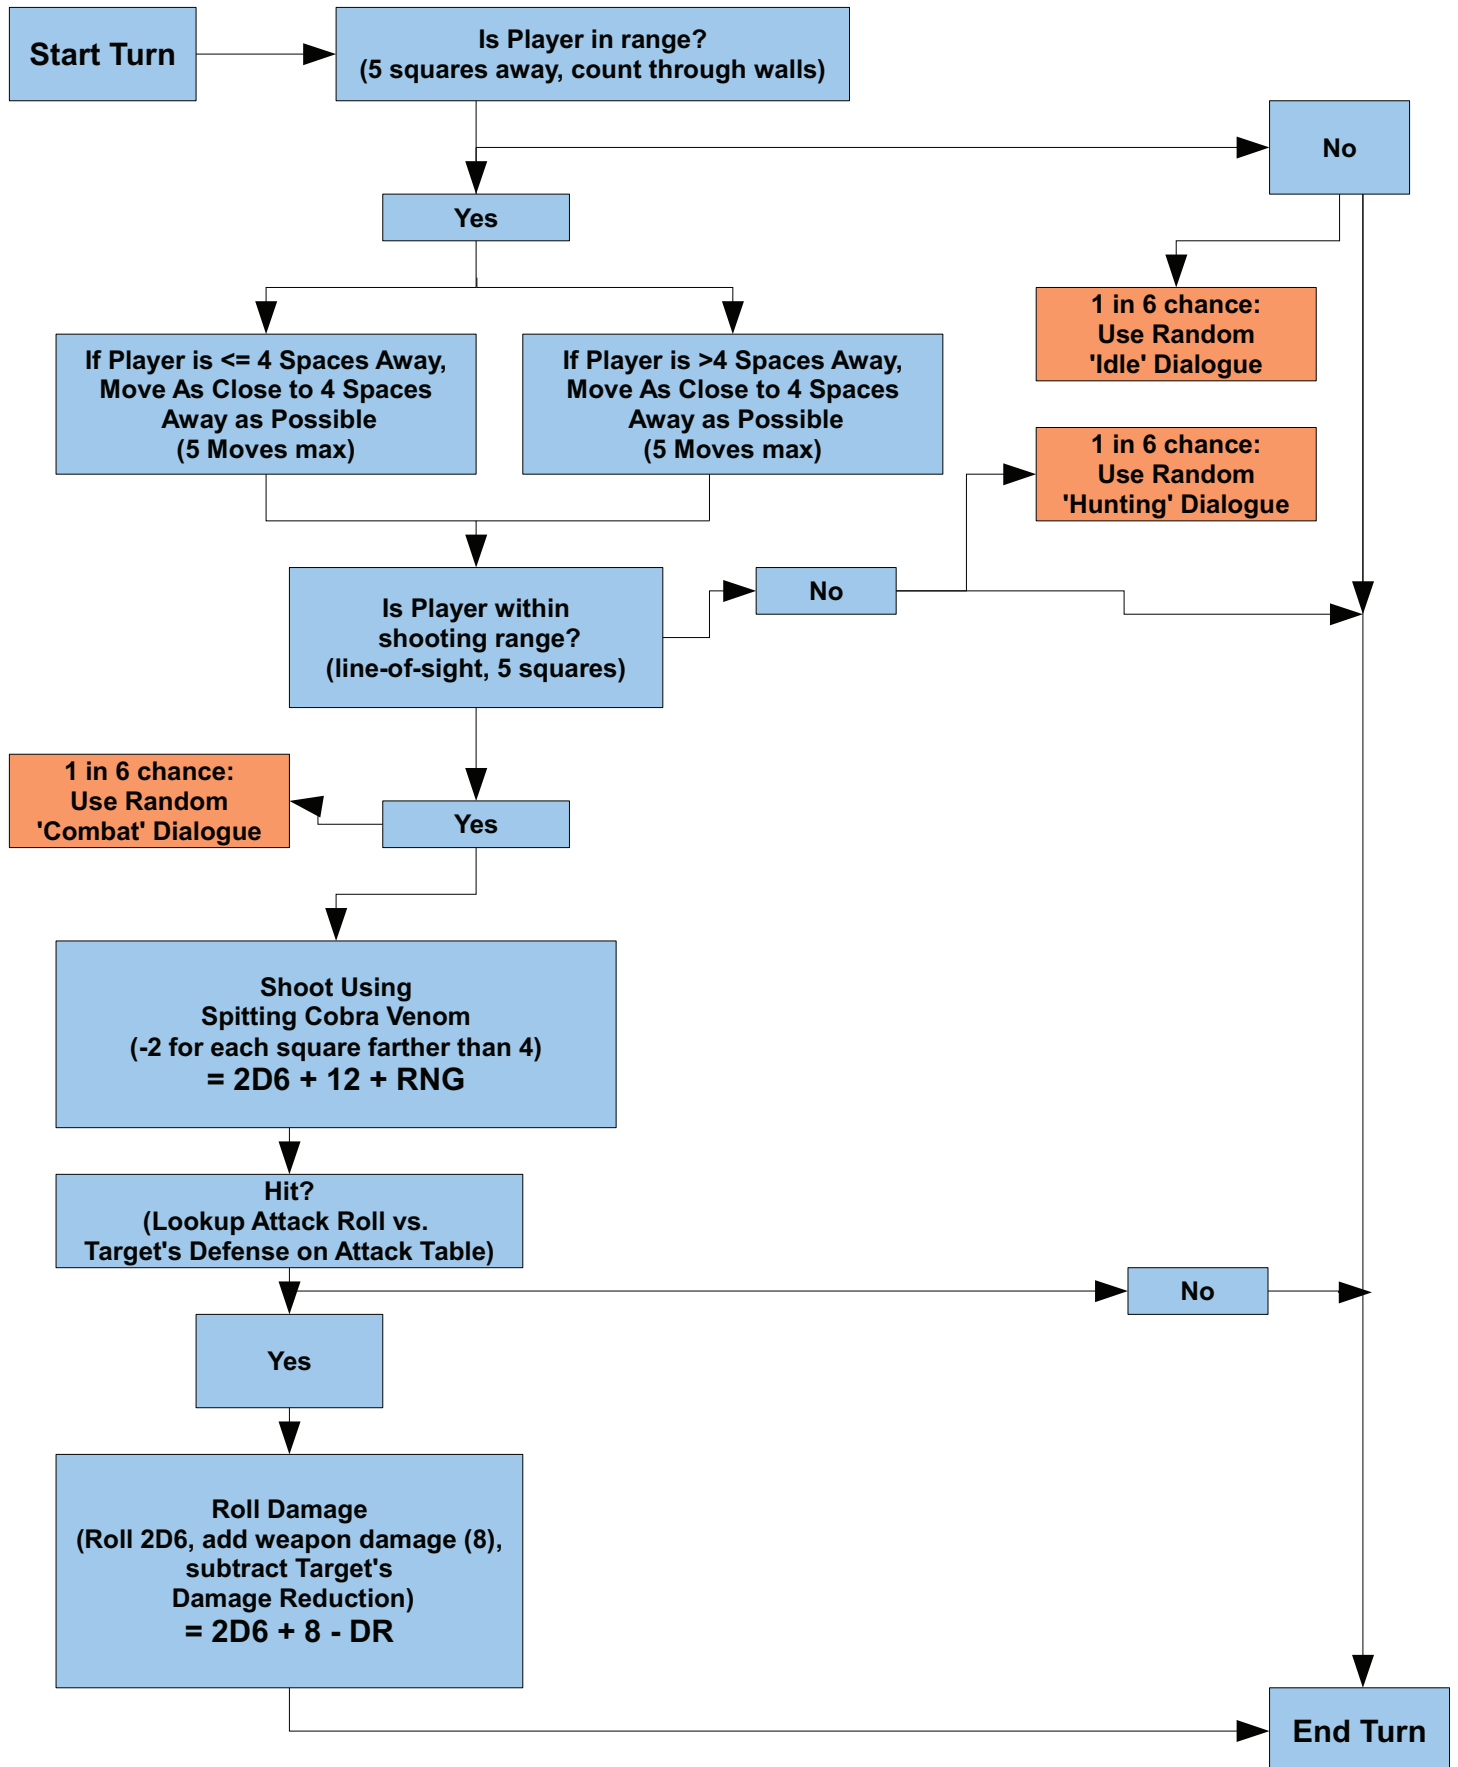 Start Turn
Is Player in range?
(5 squares away, count through walls)
No
Yes
1 in 6 chance:
Use Random
'Idle' Dialogue
If Player is <= 4 Spaces Away,
Move As Close to 4 Spaces
Away as Possible
(5 Moves max)
If Player is >4 Spaces Away,
Move As Close to 4 Spaces
Away as Possible
(5 Moves max)
1 in 6 chance:
Use Random
'Hunting' Dialogue
Is Player within
shooting range?
(line-of-sight, 5 squares)
No
1 in 6 chance:
Use Random
'Combat' Dialogue
Yes
Shoot Using
Spitting Cobra Venom
(-2 for each square farther than 4)
= 2D6 + 12 + RNG
Hit?
(Lookup Attack Roll vs.
Target's Defense on Attack Table)
No
Yes
Roll Damage
(Roll 2D6, add weapon damage (8),
subtract Target's
Damage Reduction)
= 2D6 + 8 - DR
End Turn